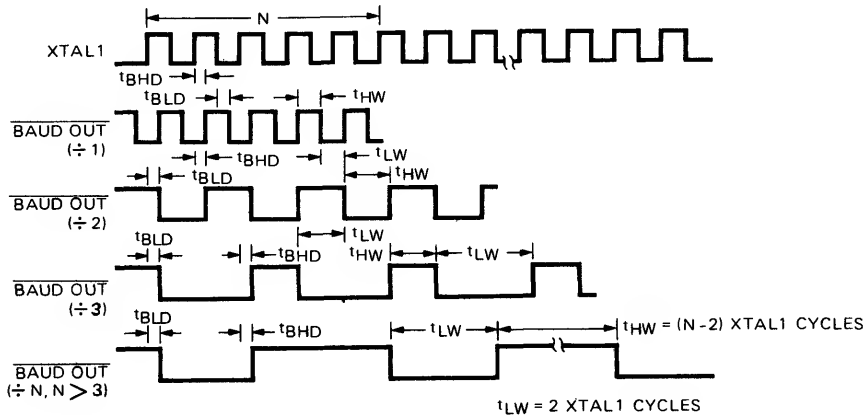 N
XTAL1
tBHD
tBLD
tHW
BAUD OUT
(÷ 1)
tBHD
tLW
tBLD
tHW
BAUD OUT
(÷ 2)
tBLD
tBHD
tLW
tHW
tLW
BAUD OUT
(÷ 3)
tBLD
tBHD
tLW
tHW = (N-2) XTAL1 CYCLES
BAUD OUT
(÷ N, N > 3)
tLW = 2 XTAL1 CYCLES